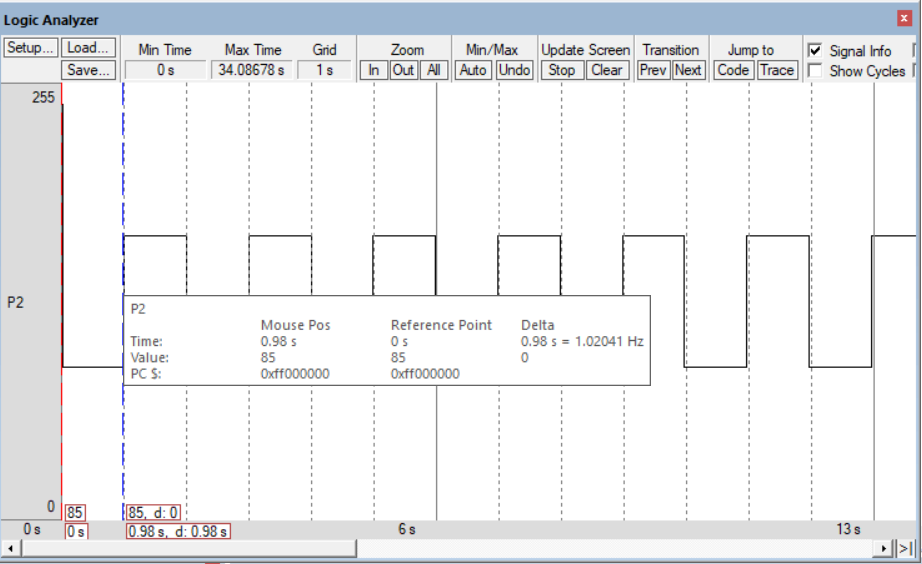 Logic Analyzer
Setup... Load... Min Time Max Time Grid Zoom Min/Max Update Screen Transition Jump to Signal Info
Save... 0 s 34.08678 s 1 s In Out All Auto Undo Stop Clear Prev Next Code Trace Show Cycles
255
P2
P2
Mouse Pos Reference Point Delta
Time: 0.98 s 0 s 0.98 s = 1.02041 Hz
Value: 85 85 0
PC $: 0xff000000 0xff000000
0 85 85, d: 0
0 s 0 s 0.98 s, d: 0.98 s 6 s 13 s
>|